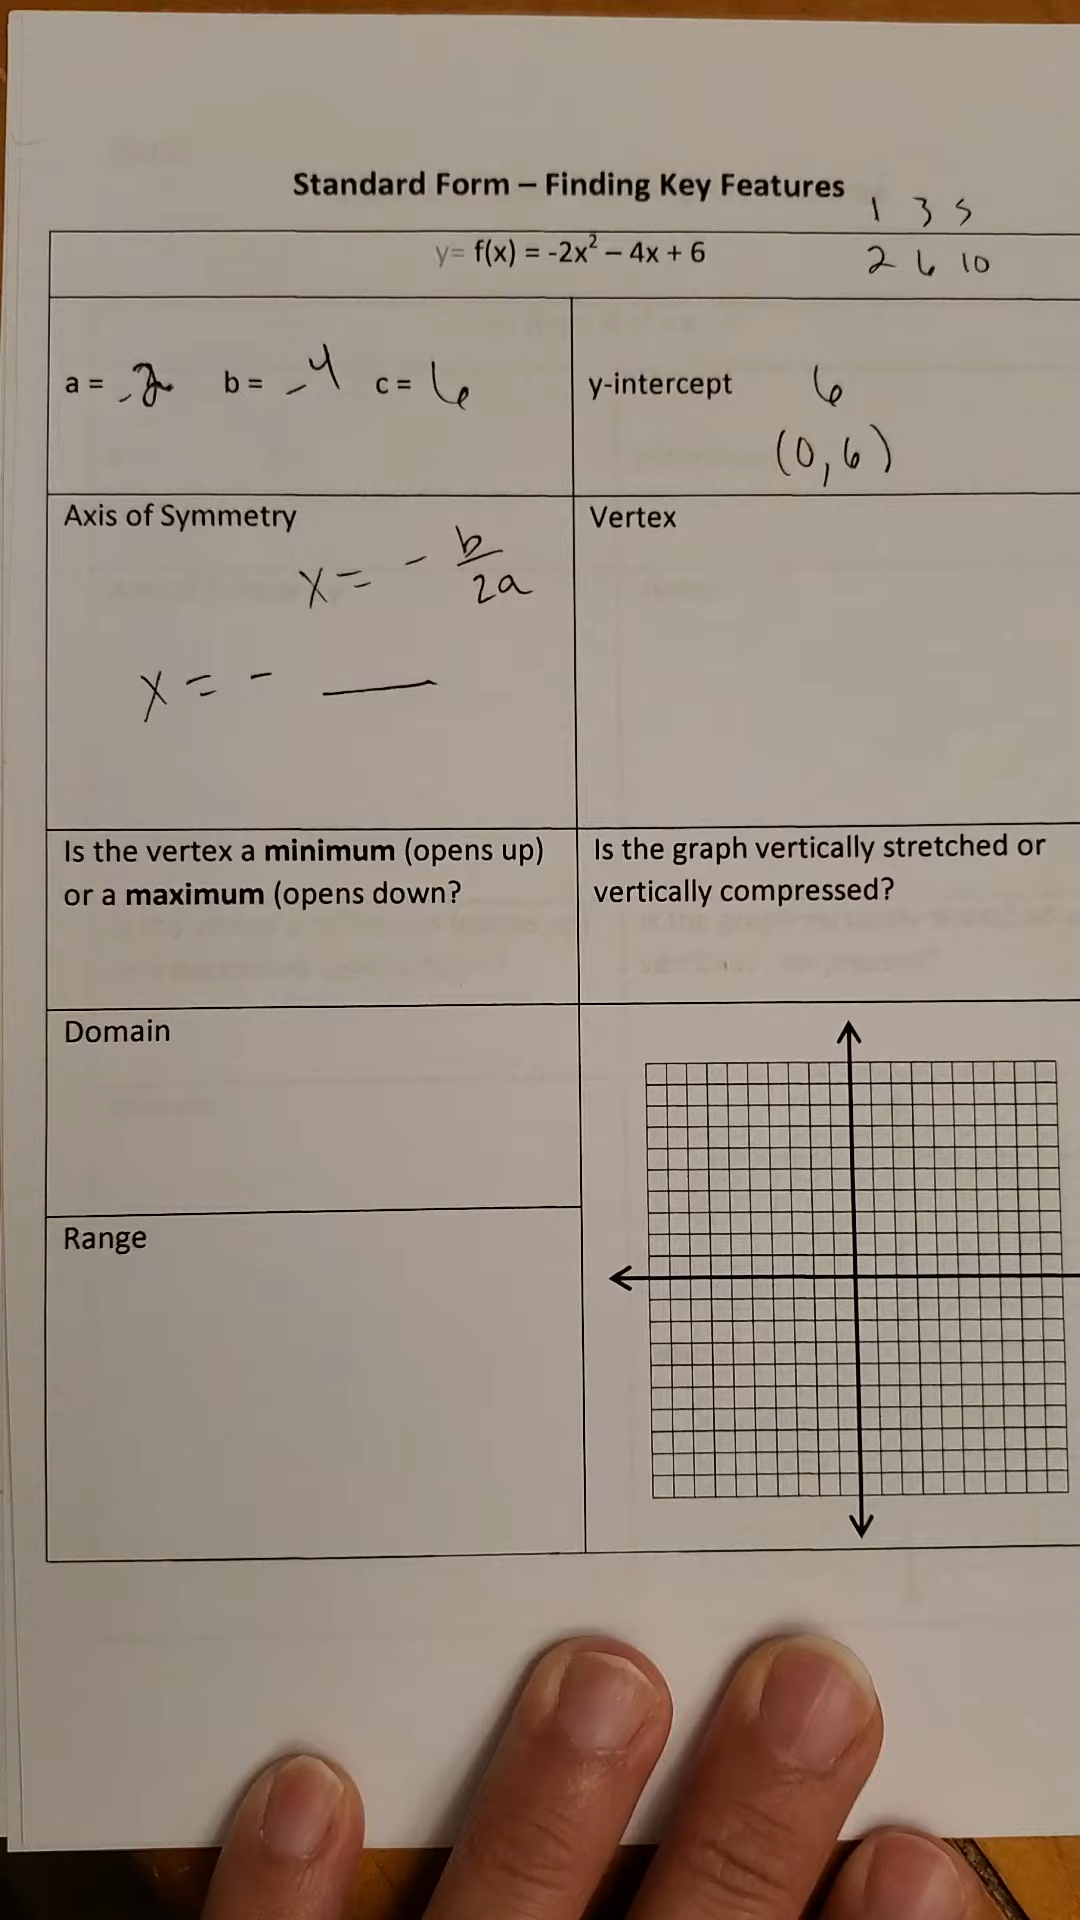 Standard Form – Finding Key Features
1 3 5
y= f(x) = -2x² – 4x + 6
2 6 10
a = -2 b = -4 c = 6
y-intercept 6
(0,6)
Axis of Symmetry
x = - b/2a
x = - ___
Vertex
Is the vertex a minimum (opens up)
or a maximum (opens down?
Is the graph vertically stretched or
vertically compressed?
Domain
Range